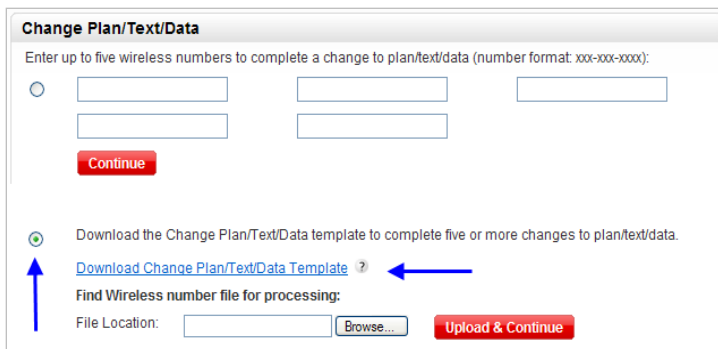 Change Plan/Text/Data
Enter up to five wireless numbers to complete a change to plan/text/data (number format: xxx-xxx-xxxx):
Continue
Download the Change Plan/Text/Data template to complete five or more changes to plan/text/data.
Download Change Plan/Text/Data Template ?
Find Wireless number file for processing:
File Location: Browse... Upload & Continue